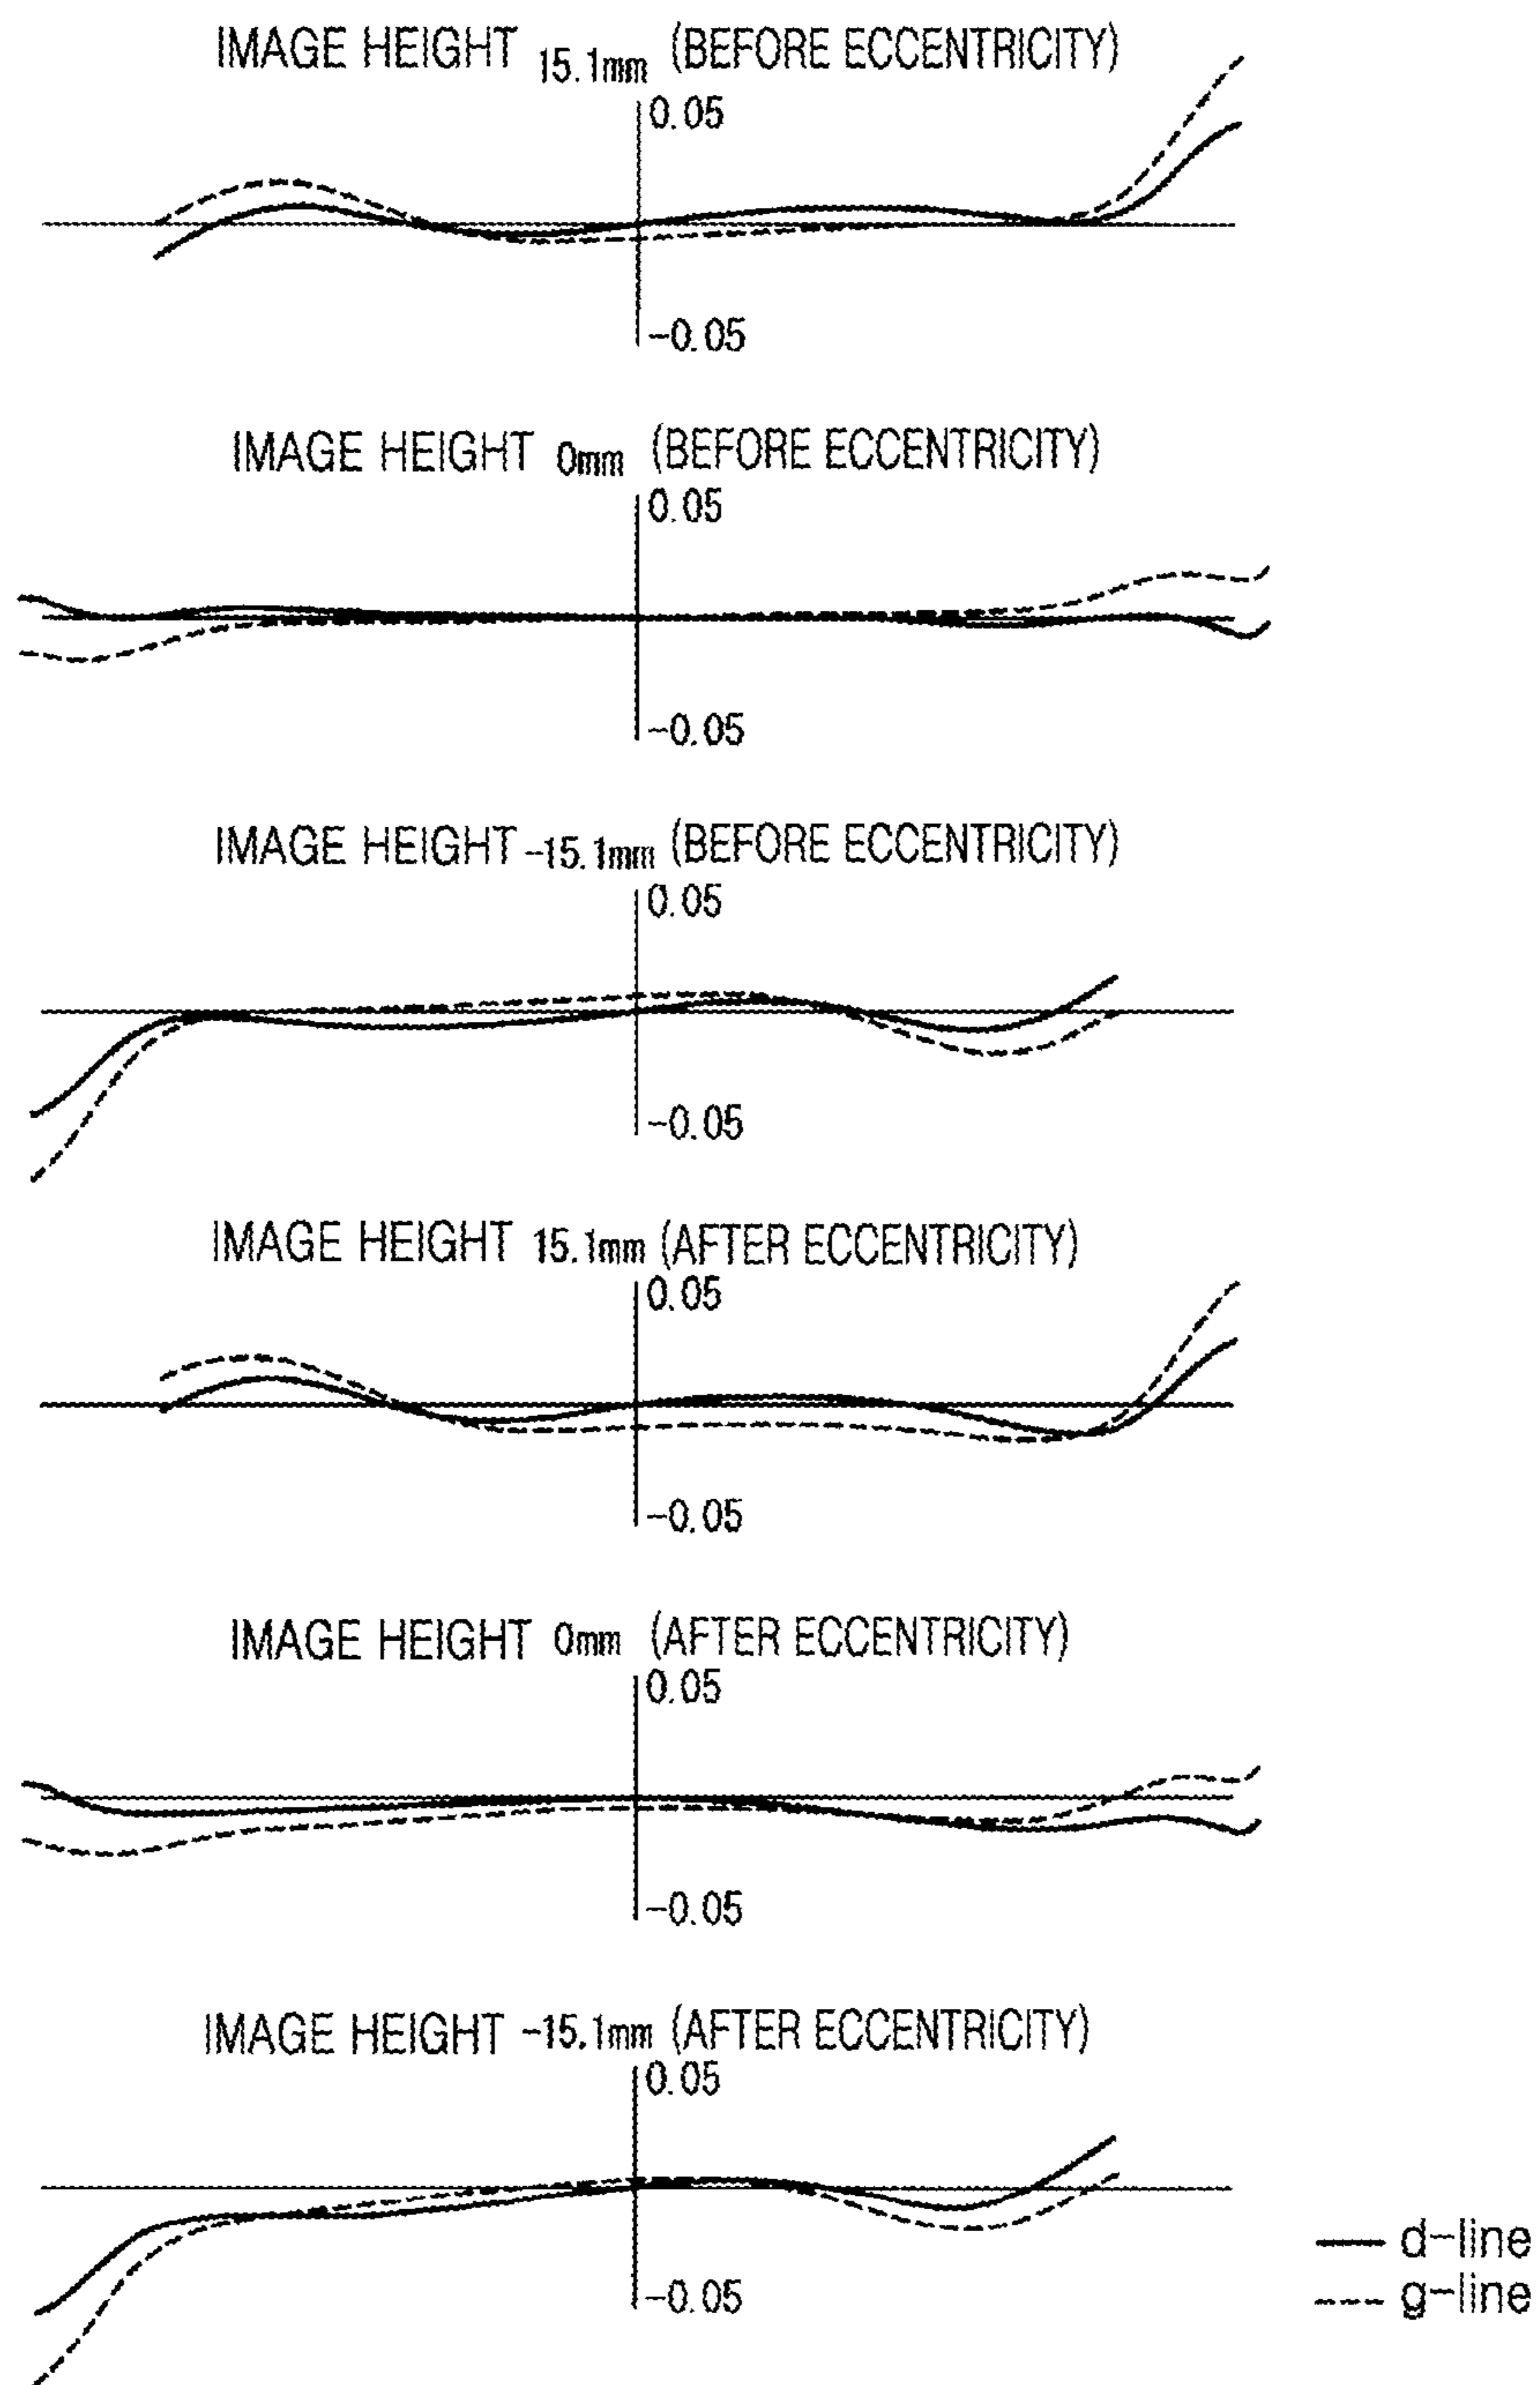 IMAGE HEIGHT 15.1mm (BEFORE ECCENTRICITY)
0.05
-0.05
IMAGE HEIGHT 0mm (BEFORE ECCENTRICITY)
0.05
-0.05
IMAGE HEIGHT -15.1mm (BEFORE ECCENTRICITY)
0.05
-0.05
IMAGE HEIGHT 15.1mm (AFTER ECCENTRICITY)
0.05
-0.05
IMAGE HEIGHT 0mm (AFTER ECCENTRICITY)
0.05
-0.05
IMAGE HEIGHT -15.1mm (AFTER ECCENTRICITY)
0.05
-0.05
d-line
g-line